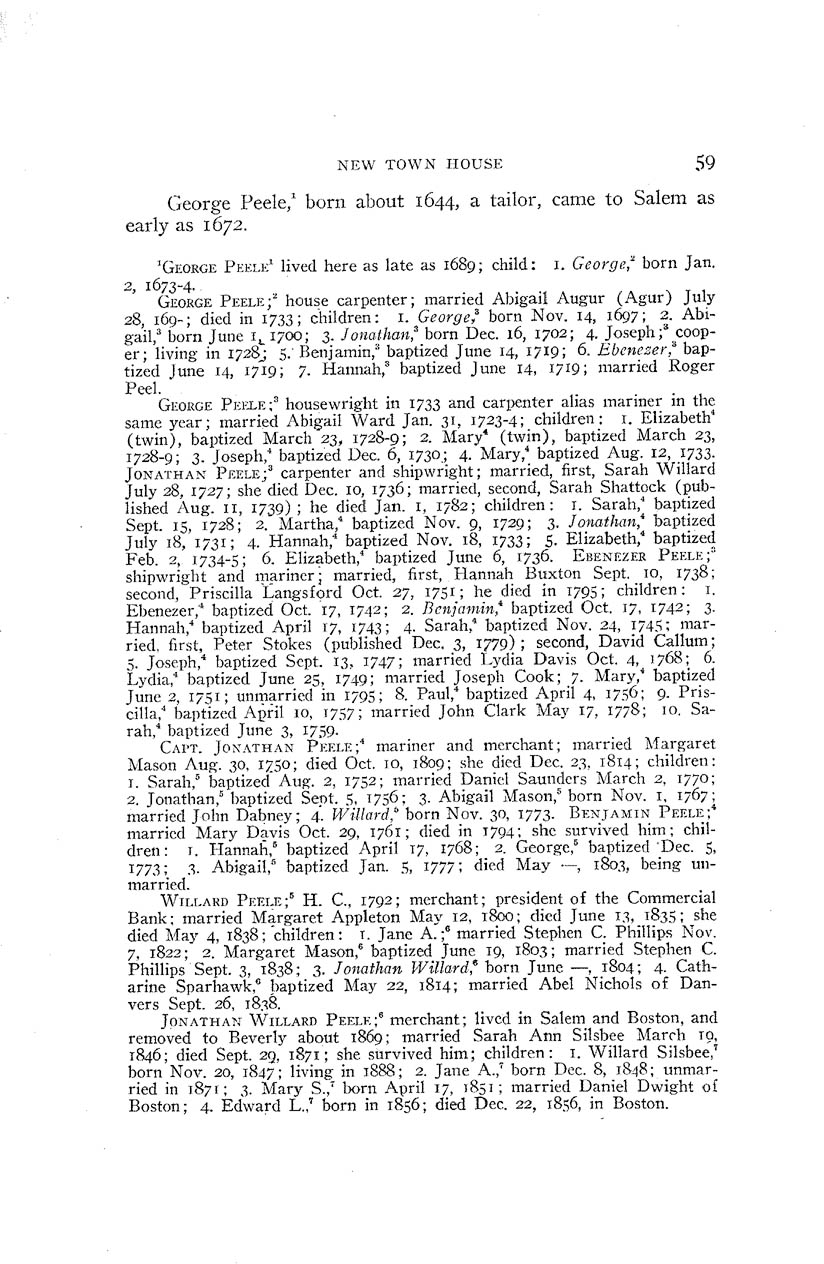 NEW TOWN HOUSE 59
George Peele,¹ born about 1644, a tailor, came to Salem as
early as 1672.
¹GEORGE PEELE¹ lived here as late as 1689; child: 1. George,² born Jan.
2, 1673-4.
GEORGE PEELE;² house carpenter; married Abigail Augur (Agur) July
28, 169-; died in 1733; children: 1. George,³ born Nov. 14, 1697; 2. Abi-
gail,³ born June 1, 1700; 3. Jonathan,³ born Dec. 16, 1702; 4. Joseph;³ coop-
er; living in 1728; 5. Benjamin,³ baptized June 14, 1719; 6. Ebenezer,³ bap-
tized June 14, 1719; 7. Hannah,³ baptized June 14, 1719; married Roger
Peel.
GEORGE PEELE;³ housewright in 1733 and carpenter alias mariner in the
same year; married Abigail Ward Jan. 31, 1723-4; children: 1. Elizabeth⁴
(twin), baptized March 23, 1728-9; 2. Mary⁴ (twin), baptized March 23,
1728-9; 3. Joseph,⁴ baptized Dec. 6, 1730; 4. Mary,⁴ baptized Aug. 12, 1733.
JONATHAN PEELE;³ carpenter and shipwright; married, first, Sarah Willard
July 28, 1727; she died Dec. 10, 1736; married, second, Sarah Shattock (pub-
lished Aug. 11, 1739); he died Jan. 1, 1782; children: 1. Sarah,⁴ baptized
Sept. 15, 1728; 2. Martha,⁴ baptized Nov. 9, 1729; 3. Jonathan,⁴ baptized
July 18, 1731; 4. Hannah,⁴ baptized Nov. 18, 1733; 5. Elizabeth,⁴ baptized
Feb. 2, 1734-5; 6. Elizabeth,⁴ baptized June 6, 1736. EBENEZER PEELE;³
shipwright and mariner; married, first, Hannah Buxton Sept. 10, 1738;
second, Priscilla Langsford Oct. 27, 1751; he died in 1795; children: 1.
Ebenezer,⁴ baptized Oct. 17, 1742; 2. Benjamin,⁴ baptized Oct. 17, 1742; 3.
Hannah,⁴ baptized April 17, 1743; 4. Sarah,⁴ baptized Nov. 24, 1745; mar-
ried, first, Peter Stokes (published Dec. 3, 1779); second, David Callum;
5. Joseph,⁴ baptized Sept. 13, 1747; married Lydia Davis Oct. 4, 1768; 6.
Lydia,⁴ baptized June 25, 1749; married Joseph Cook; 7. Mary,⁴ baptized
June 2, 1751; unmarried in 1795; 8. Paul,⁴ baptized April 4, 1756; 9. Pris-
cilla,⁴ baptized April 10, 1757; married John Clark May 17, 1778; 10. Sa-
rah,⁴ baptized June 3, 1759.
CAPT. JONATHAN PEELE;⁴ mariner and merchant; married Margaret
Mason Aug. 30, 1750; died Oct. 10, 1809; she died Dec. 23, 1814; children:
1. Sarah,⁵ baptized Aug. 2, 1752; married Daniel Saunders March 2, 1770;
2. Jonathan,⁵ baptized Sept. 5, 1756; 3. Abigail Mason,⁵ born Nov. 1, 1767;
married John Dabney; 4. Willard,⁵ born Nov. 30, 1773. BENJAMIN PEELE;⁴
married Mary Davis Oct. 29, 1761; died in 1794; she survived him; chil-
dren: 1. Hannah,⁵ baptized April 17, 1768; 2. George,⁵ baptized Dec. 5,
1773; 3. Abigail,⁵ baptized Jan. 5, 1777; died May —, 1803, being un-
married.
WILLARD PEELE;⁵ H. C., 1792; merchant; president of the Commercial
Bank; married Margaret Appleton May 12, 1800; died June 13, 1835; she
died May 4, 1838; children: 1. Jane A.;⁶ married Stephen C. Phillips Nov.
7, 1822; 2. Margaret Mason,⁶ baptized June 19, 1803; married Stephen C.
Phillips Sept. 3, 1838; 3. Jonathan Willard,⁶ born June —, 1804; 4. Cath-
arine Sparhawk,⁶ baptized May 22, 1814; married Abel Nichols of Dan-
vers Sept. 26, 1838.
JONATHAN WILLARD PEELE;⁶ merchant; lived in Salem and Boston, and
removed to Beverly about 1869; married Sarah Ann Silsbee March 19,
1846; died Sept. 29, 1871; she survived him; children: 1. Willard Silsbee,⁷
born Nov. 20, 1847; living in 1888; 2. Jane A.,⁷ born Dec. 8, 1848; unmar-
ried in 1871; 3. Mary S.,⁷ born April 17, 1851; married Daniel Dwight of
Boston; 4. Edward L.,⁷ born in 1856; died Dec. 22, 1856, in Boston.